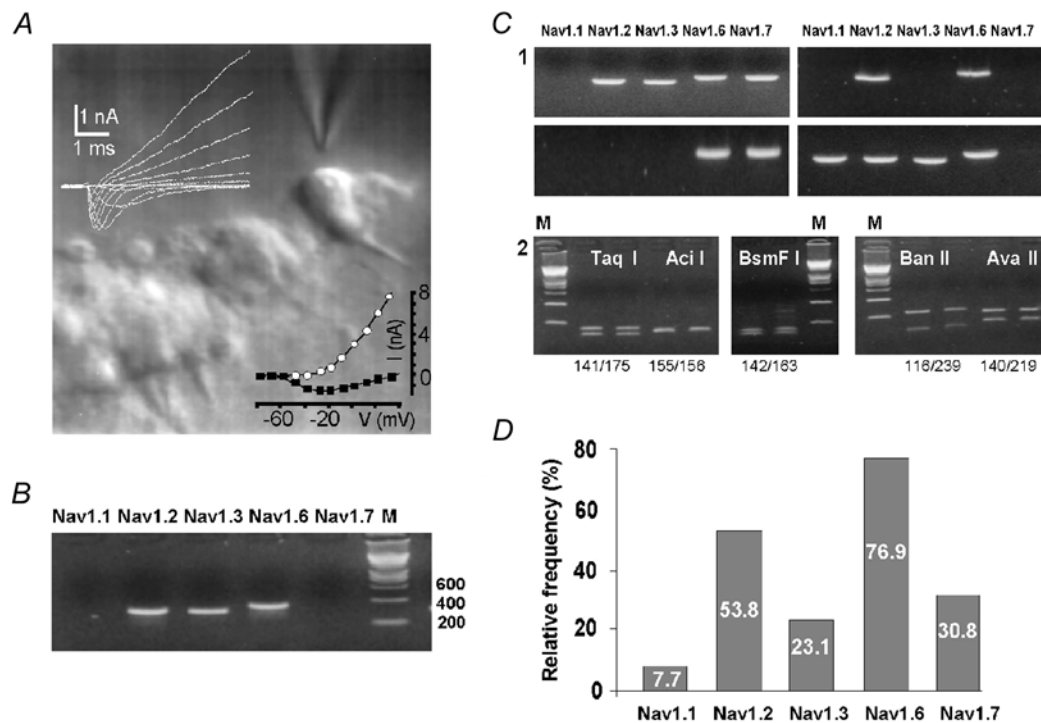 A
1 nA
1 ms
8
4
0
I (nA)
-60 -20 V (mV)
B
Nav1.1 Nav1.2 Nav1.3 Nav1.6 Nav1.7 M
600
400
200
C
Nav1.1 Nav1.2 Nav1.3 Nav1.6 Nav1.7 Nav1.1 Nav1.2 Nav1.3 Nav1.6 Nav1.7
1
M M M
2
Taq I Aci I BsmF I Ban II Ava II
141/175 155/156 142/163 116/239 140/219
D
Relative frequency (%)
80
60
40
20
0
7.7
53.8
23.1
76.9
30.8
Nav1.1 Nav1.2 Nav1.3 Nav1.6 Nav1.7